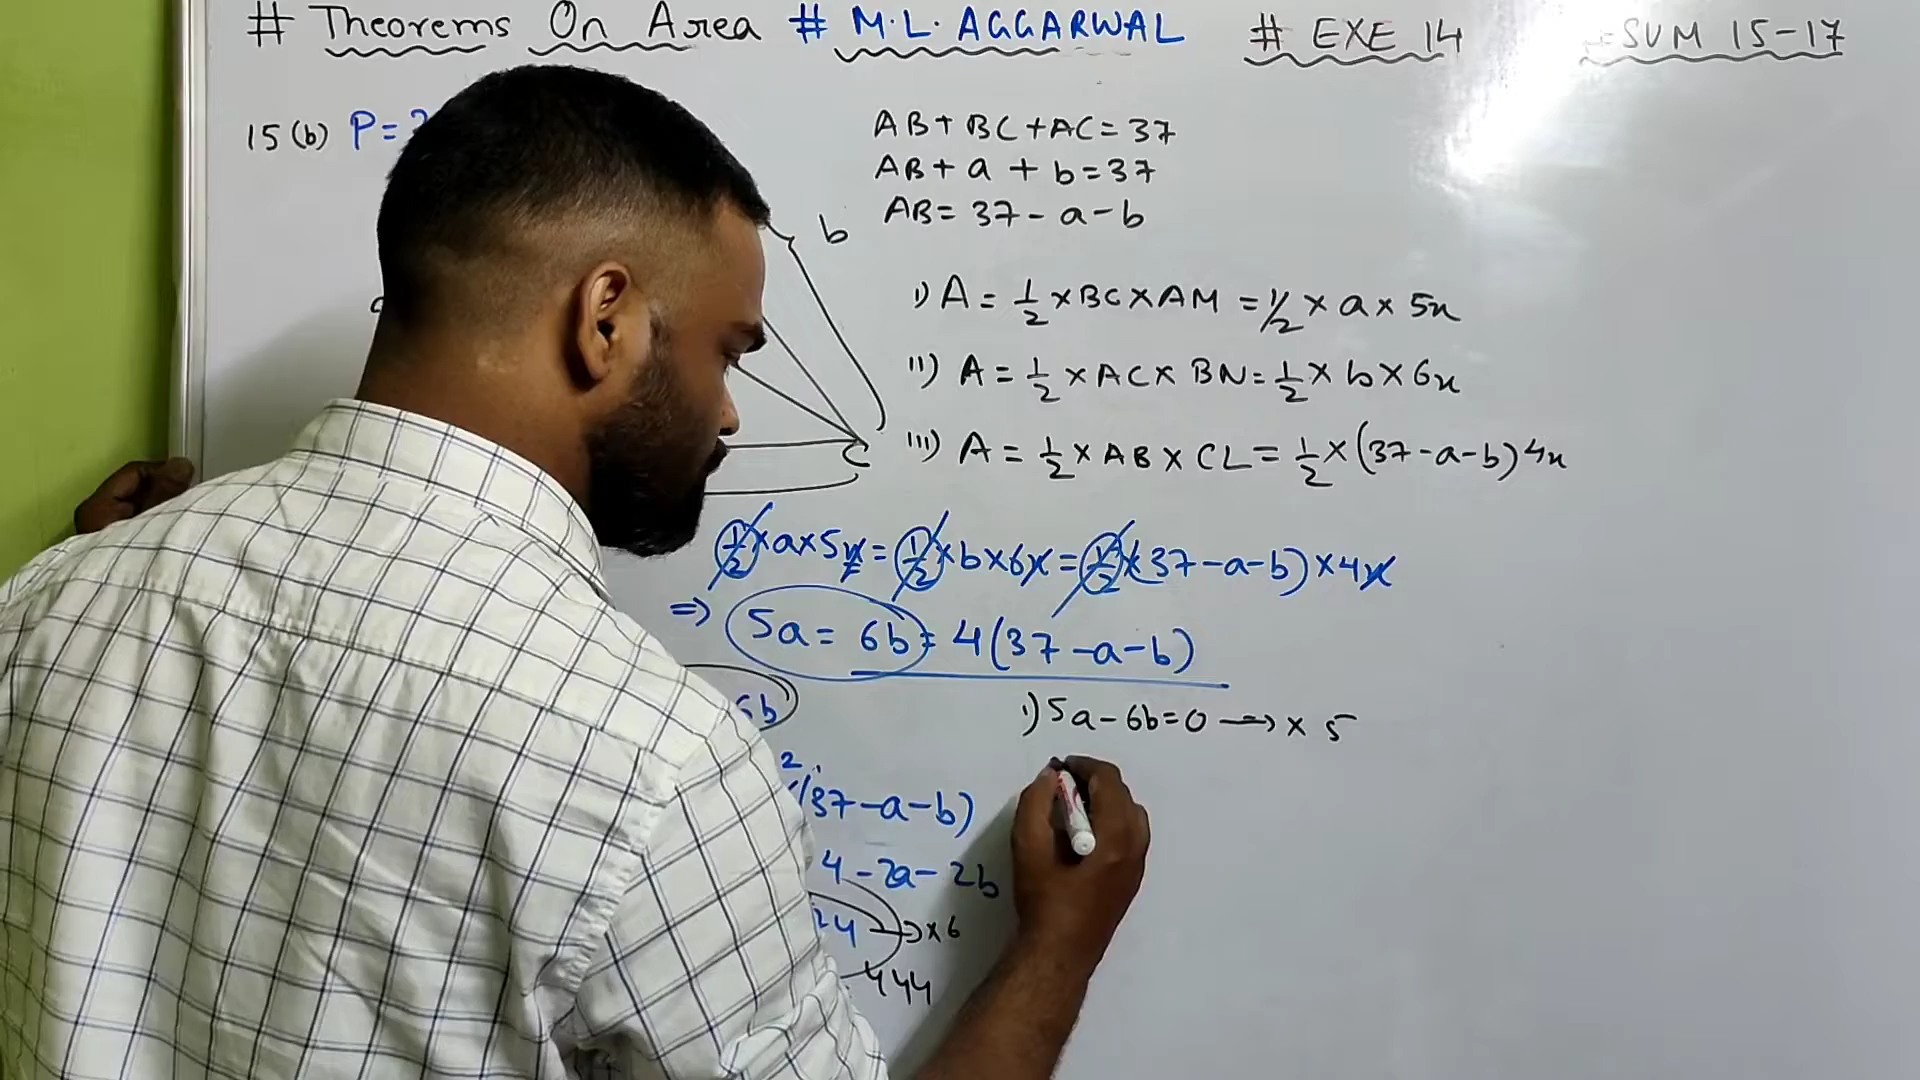 # Theorems On Area # M.L. AGGARWAL # EXE 14 # SUM 15-17
15(b) P=
AB+BC+AC=37
AB+a+b=37
AB=37-a-b
b
C
i) A = 1/2 × BC × AM = 1/2 × a × 5x
ii) A = 1/2 × AC × BN = 1/2 × b × 6x
iii) A = 1/2 × AB × CL = 1/2 × (37-a-b) 4x
1/2 × a × 5x = 1/2 × b × 6x = 1/2 × (37-a-b) × 4x
=> 5a = 6b = 4(37-a-b)
6b
i) 5a-6b=0 → × 5
2
(37-a-b)
4-2a-2b
24 → ×6
444